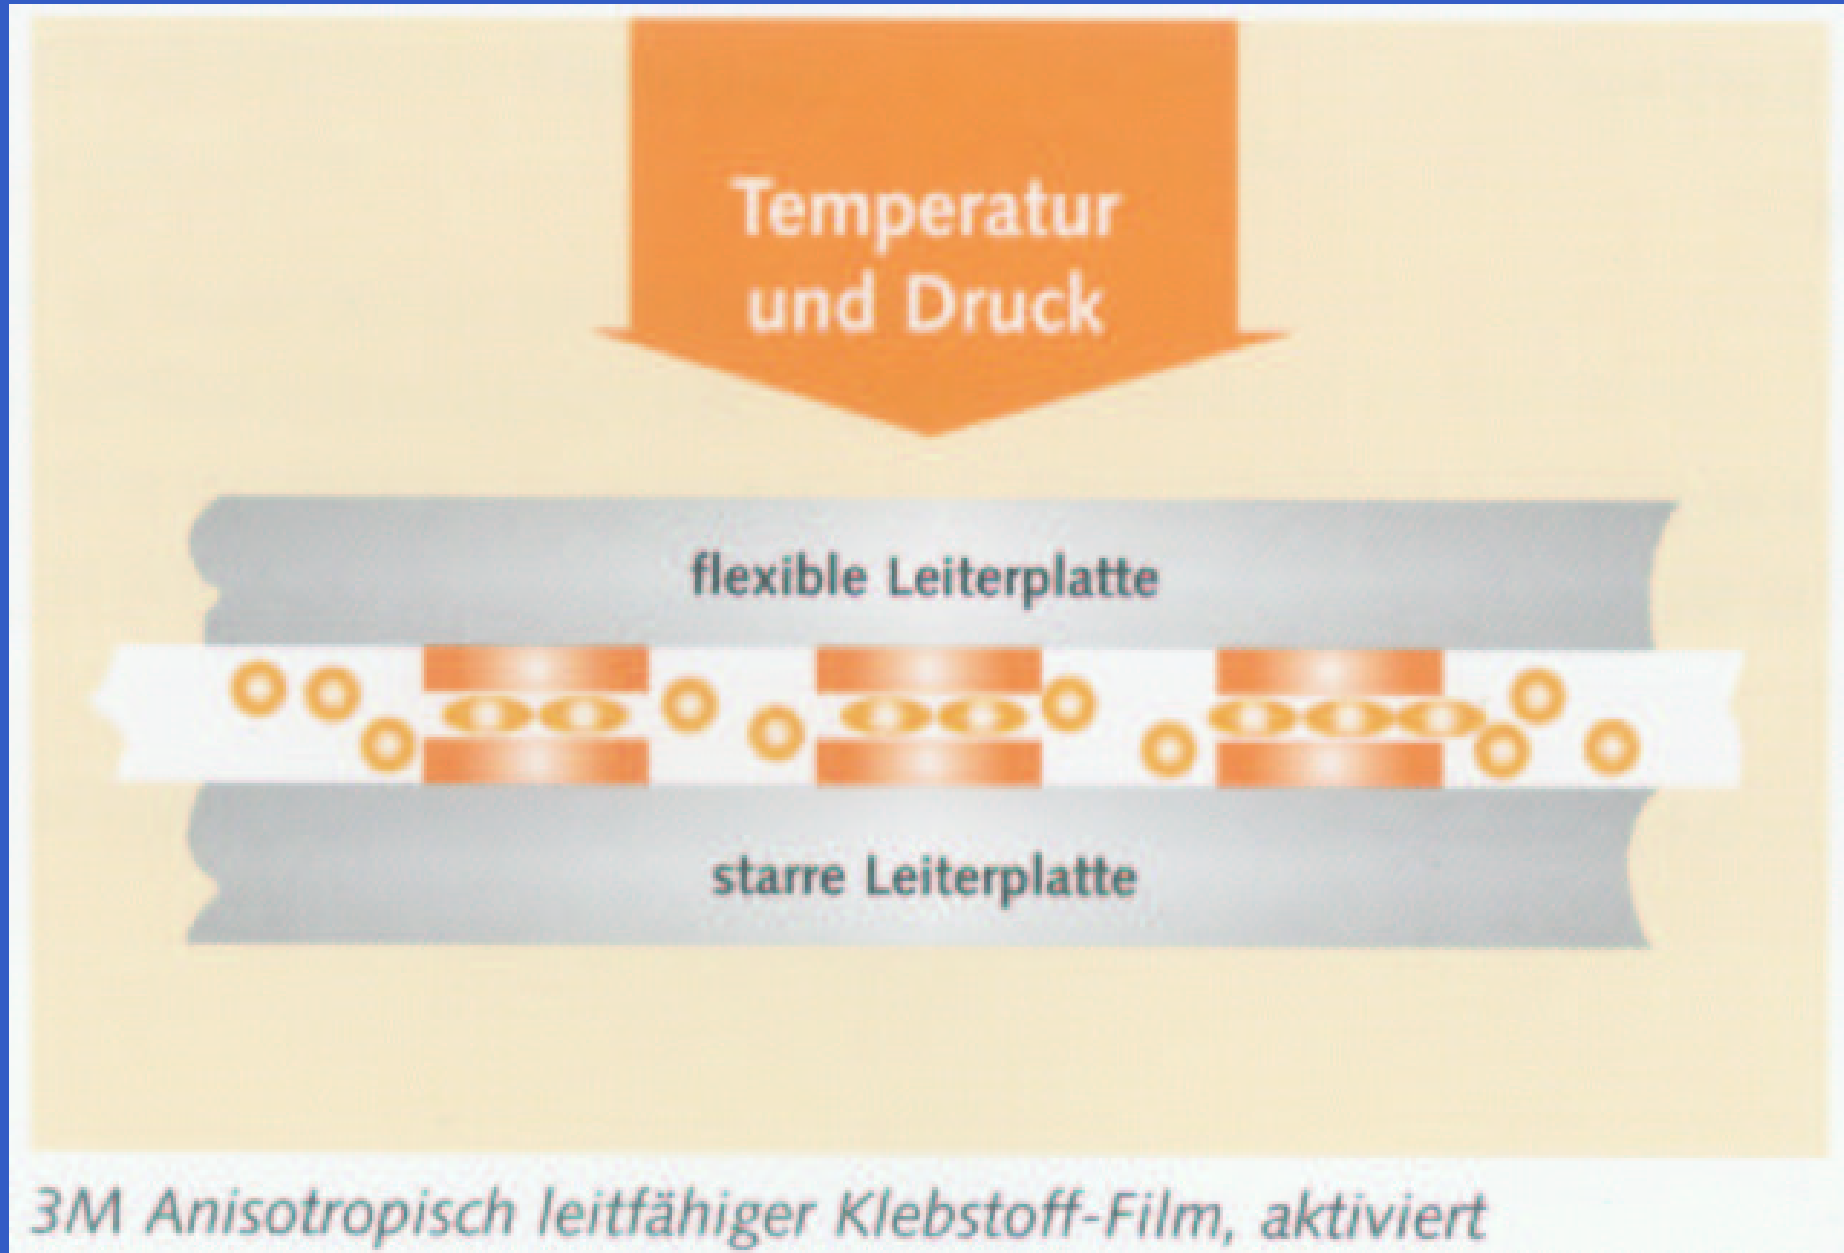 Temperatur
und Druck
flexible Leiterplatte
starre Leiterplatte
3M Anisotropisch leitfähiger Klebstoff-Film, aktiviert